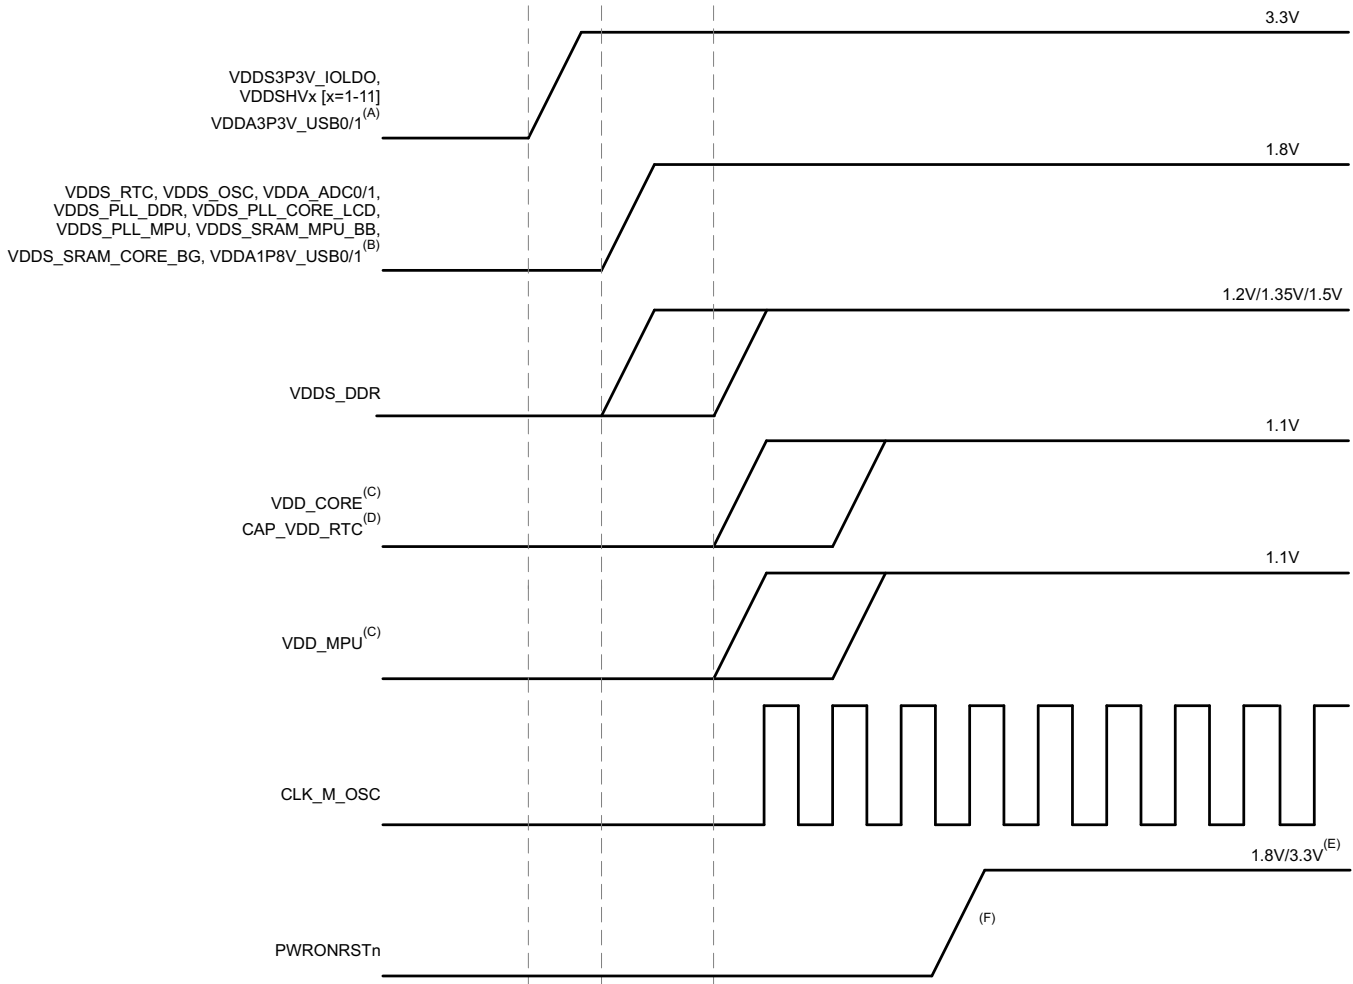 3.3V
VDDS3P3V_IOLDO,
VDDSHVx [x=1-11]
VDDA3P3V_USB0/1(A)
1.8V
VDDS_RTC, VDDS_OSC, VDDA_ADC0/1,
VDDS_PLL_DDR, VDDS_PLL_CORE_LCD,
VDDS_PLL_MPU, VDDS_SRAM_MPU_BB,
VDDS_SRAM_CORE_BG, VDDA1P8V_USB0/1(B)
1.2V/1.35V/1.5V
VDDS_DDR
1.1V
VDD_CORE(C)
CAP_VDD_RTC(D)
1.1V
VDD_MPU(C)
CLK_M_OSC
1.8V/3.3V(E)
(F)
PWRONRSTn